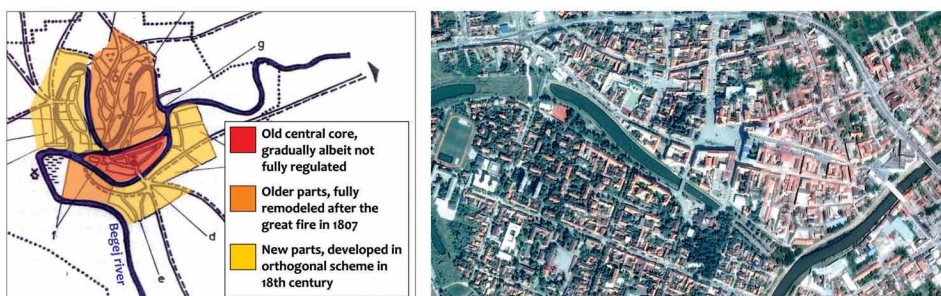 g
Old central core,
gradually albeit not
fully regulated
Older parts, fully
remodeled after the
great fire in 1807
New parts, developed in
orthogonal scheme in
18th century
f
d
e
Begej river